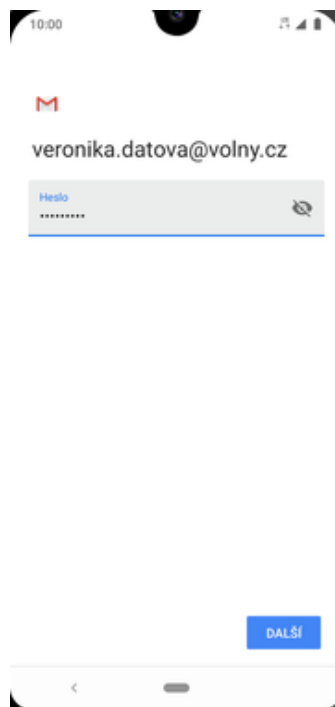 10:00
veronika.datova@volny.cz
Heslo
•••••••••
DALŠÍ